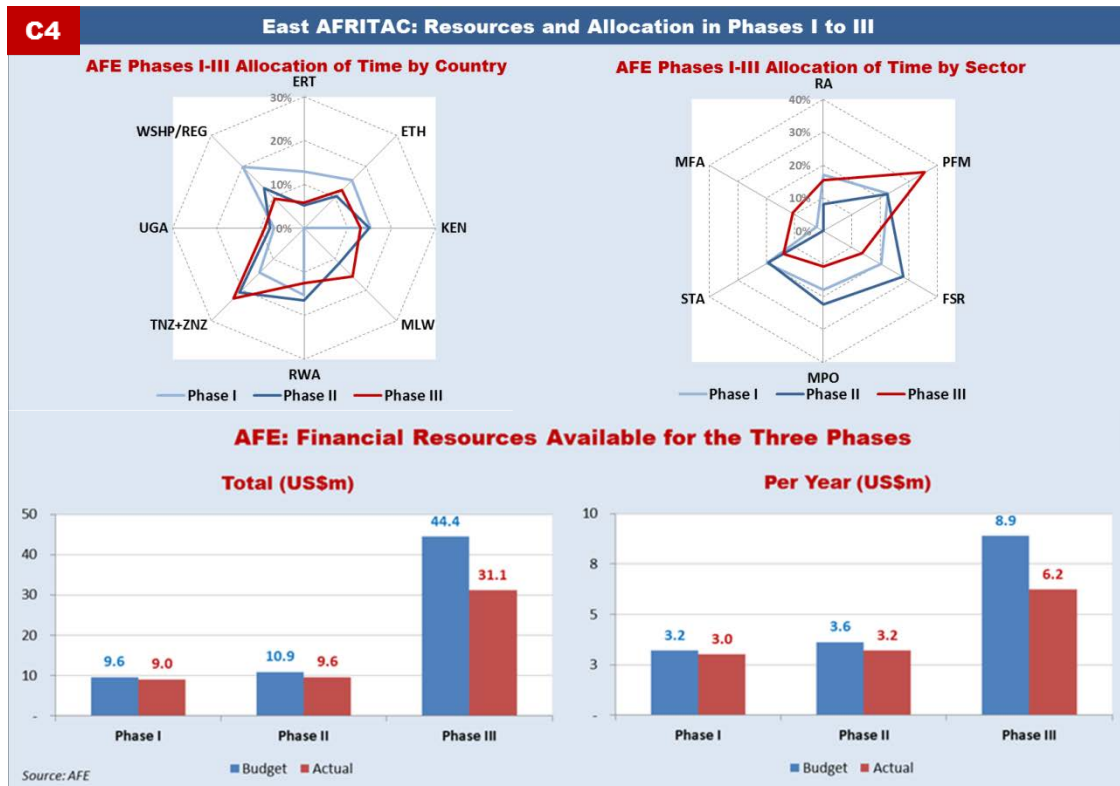 C4
East AFRITAC: Resources and Allocation in Phases I to III
AFE Phases I-III Allocation of Time by Country
ERT
30%
20%
10%
0%
WSHP/REG
ETH
UGA
KEN
TNZ+ZNZ
MLW
RWA
Phase I Phase II Phase III
AFE Phases I-III Allocation of Time by Sector
RA
40%
30%
20%
10%
0%
MFA
PFM
STA
FSR
MPO
Phase I Phase II Phase III
AFE: Financial Resources Available for the Three Phases
Total (US$m)
50
40
30
20
10
-
9.6
9.0
10.9
9.6
44.4
31.1
Phase I Phase II Phase III
Budget Actual
Source: AFE
Per Year (US$m)
10
8
5
3
-
3.2
3.0
3.6
3.2
8.9
6.2
Phase I Phase II Phase III
Budget Actual